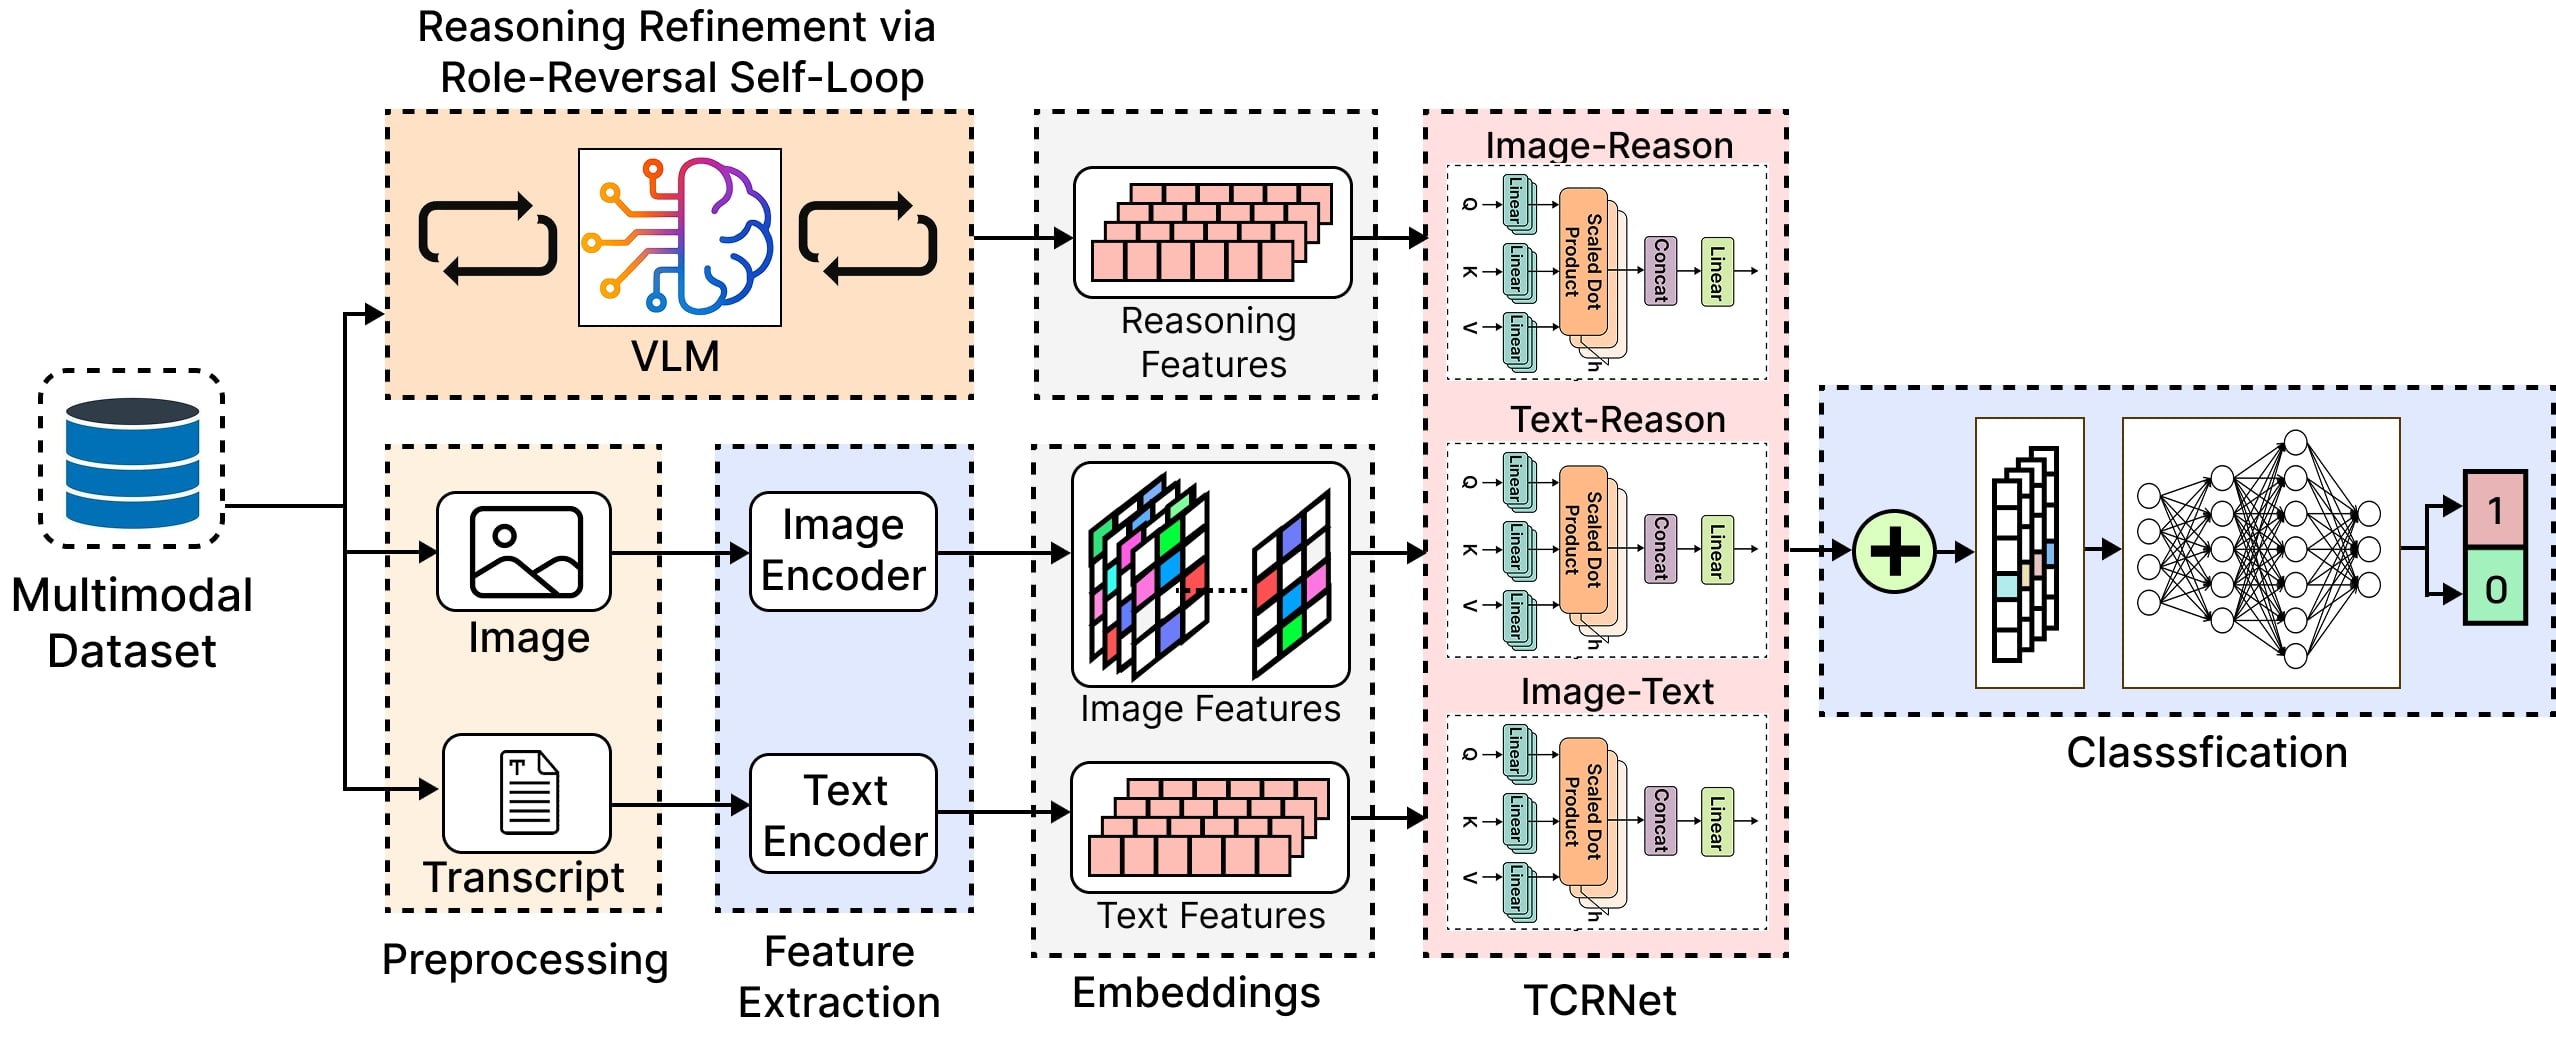 Reasoning Refinement via
Role-Reversal Self-Loop
VLM
Multimodal
Dataset
Image
Transcript
Preprocessing
Image
Encoder
Text
Encoder
Feature
Extraction
Reasoning
Features
Image Features
Text Features
Embeddings
Image-Reason
Q
Linear
K
Linear
V
Linear
Scaled Dot
Product
h
Concat
Linear
Text-Reason
Q
Linear
K
Linear
V
Linear
Scaled Dot
Product
h
Concat
Linear
Image-Text
Q
Linear
K
Linear
V
Linear
Scaled Dot
Product
h
Concat
Linear
TCRNet
+
1
0
Classsfication
T